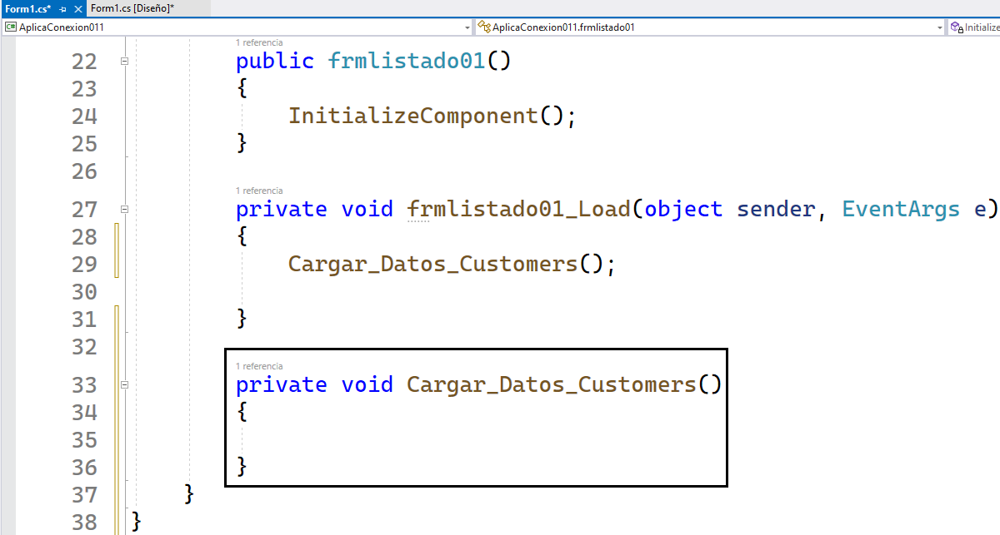 Form1.cs* Form1.cs [Diseño]*
C# AplicaConexion011 AplicaConexion011.frmlistado01 Initialize
1 referencia
22 public frmlistado01()
23 {
24 InitializeComponent();
25 }
26
1 referencia
27 private void frmlistado01_Load(object sender, EventArgs e)
28 {
29 Cargar_Datos_Customers();
30
31 }
32
1 referencia
33 private void Cargar_Datos_Customers()
34 {
35
36 }
37 }
38 }